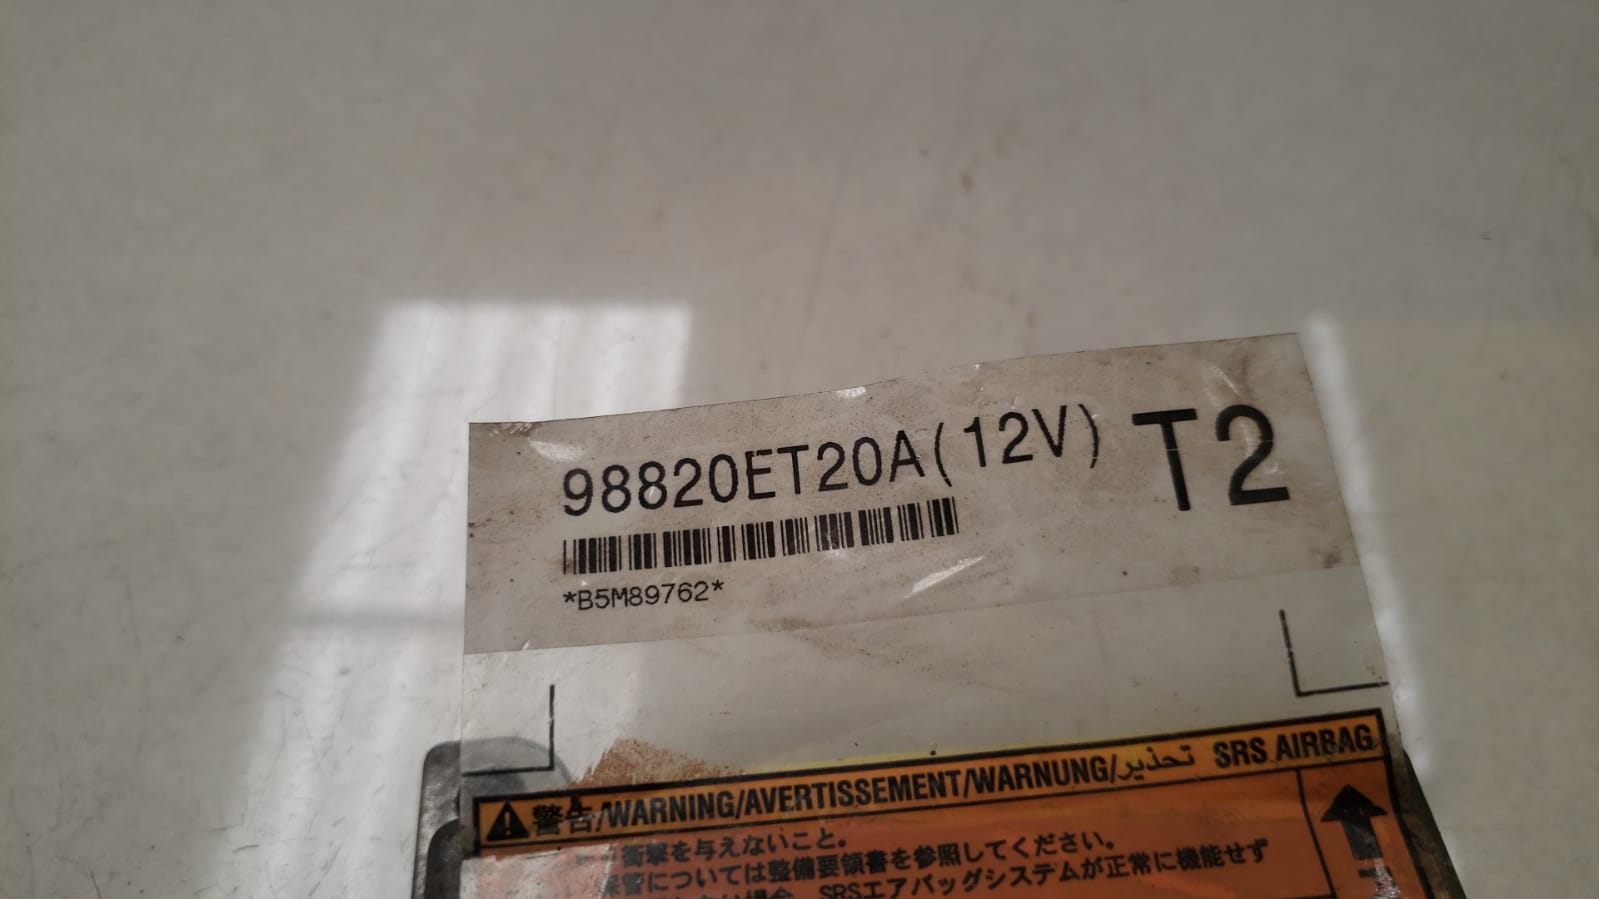 98820ET20A(12V) T2
*B5M89762*
警告/WARNING/AVERTISSEMENT/WARNUNG/تحذير SRS AIRBAG
衝撃を与えないこと。
保管については整備要領書を参照してください。
SRSエアバッグシステムが正常に機能せず